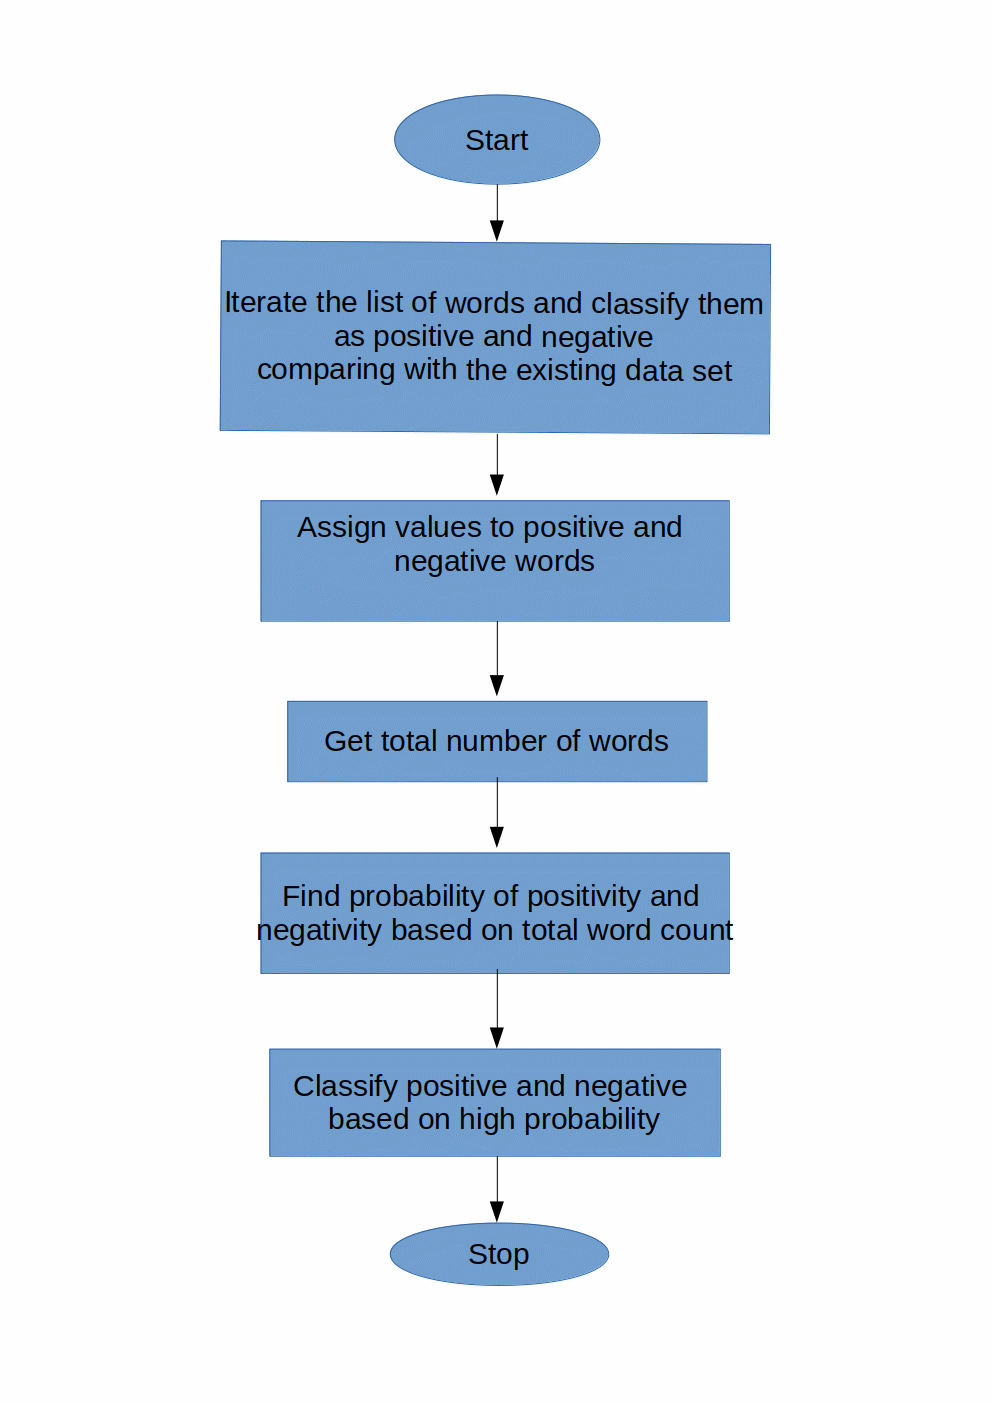 Start
Iterate the list of words and classify them
as positive and negative
comparing with the existing data set
Assign values to positive and
negative words
Get total number of words
Find probability of positivity and
negativity based on total word count
Classify positive and negative
based on high probability
Stop